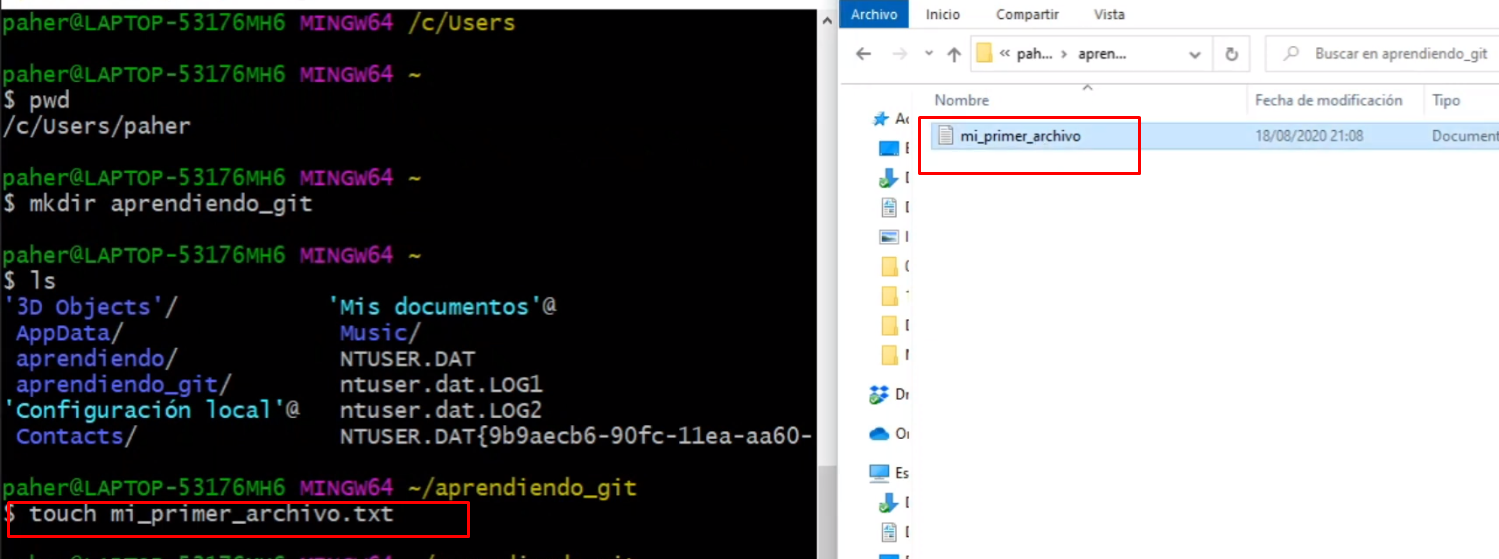 paher@LAPTOP-53176MH6 MINGW64 /c/Users
paher@LAPTOP-53176MH6 MINGW64 ~
$ pwd
/c/Users/paher
paher@LAPTOP-53176MH6 MINGW64 ~
$ mkdir aprendiendo_git
paher@LAPTOP-53176MH6 MINGW64 ~
$ ls
'3D Objects'/ 'Mis documentos'@
AppData/ Music/
aprendiendo/ NTUSER.DAT
aprendiendo_git/ ntuser.dat.LOG1
'Configuración local'@ ntuser.dat.LOG2
Contacts/ NTUSER.DAT{9b9aecb6-90fc-11ea-aa60-
paher@LAPTOP-53176MH6 MINGW64 ~/aprendiendo_git
$ touch mi_primer_archivo.txt
Archivo Inicio Compartir Vista
« pah... › apren... Buscar en aprendiendo_git
Nombre Fecha de modificación Tipo
mi_primer_archivo 18/08/2020 21:08 Document
Ac
Dr
Es